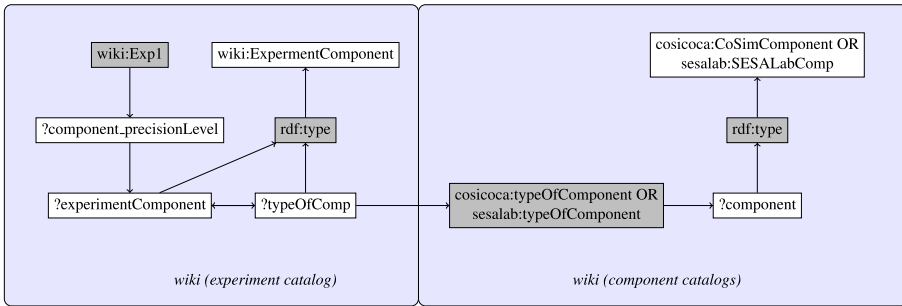 wiki:Exp1
wiki:ExpermentComponent
cosicoca:CoSimComponent OR
sesalab:SESALabComp
?component_precisionLevel
rdf:type
rdf:type
?experimentComponent
?typeOfComp
cosicoca:typeOfComponent OR
sesalab:typeOfComponent
?component
wiki (experiment catalog)
wiki (component catalogs)